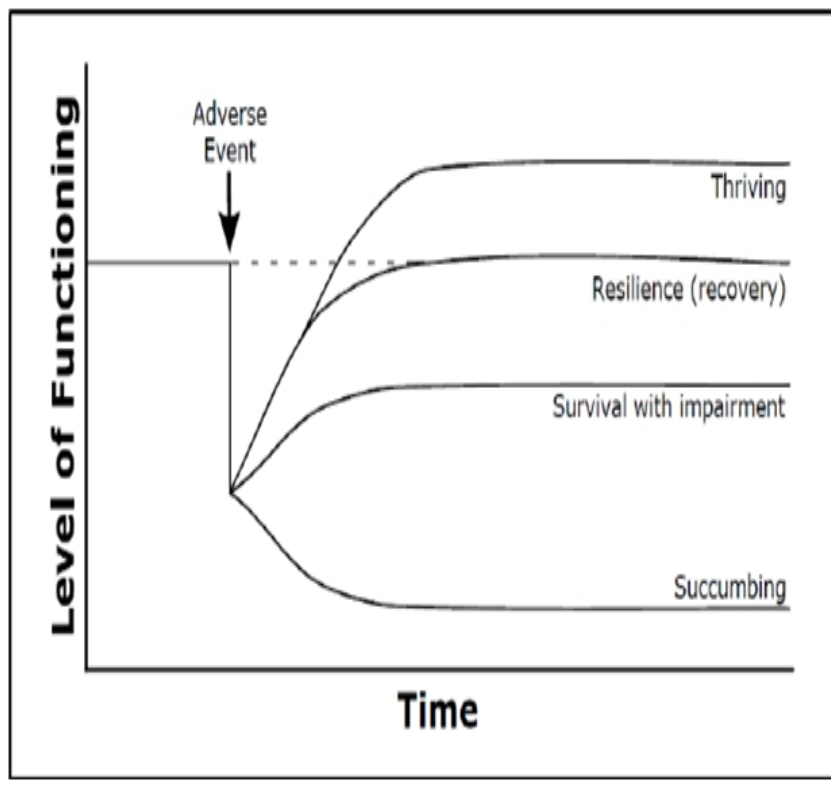 Level of Functioning
Adverse
Event
Thriving
Resilience (recovery)
Survival with impairment
Succumbing
Time